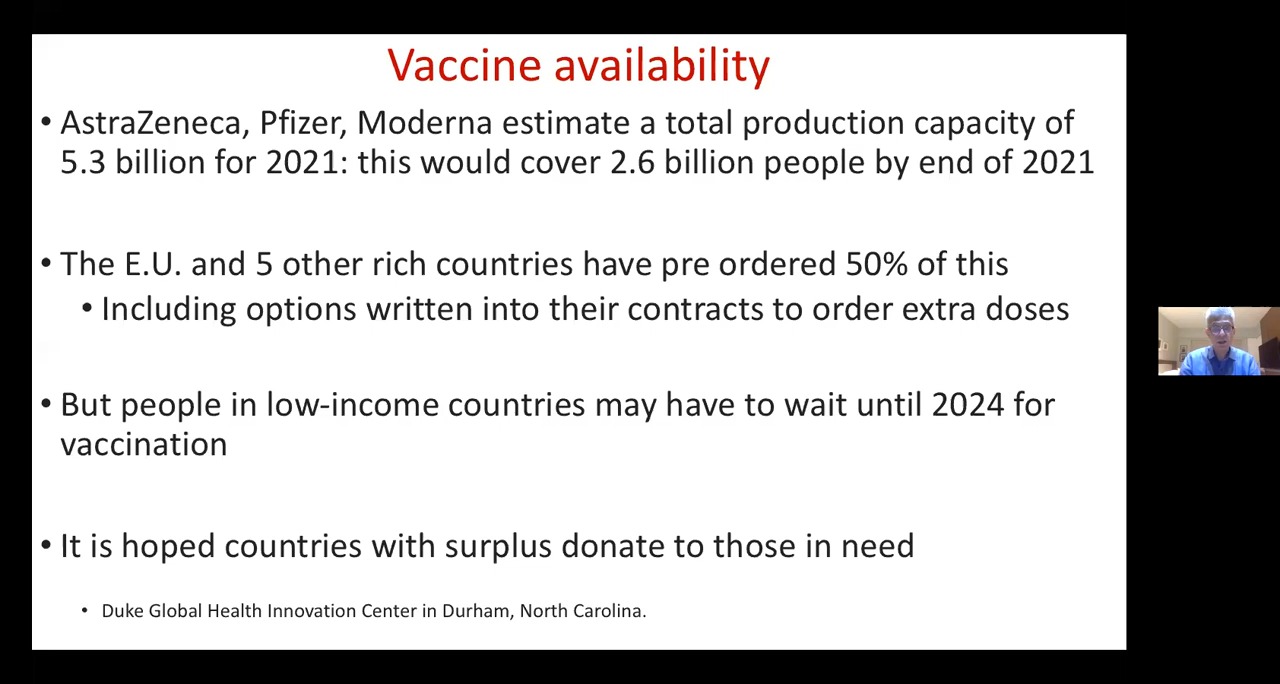 Vaccine availability
• AstraZeneca, Pfizer, Moderna estimate a total production capacity of
5.3 billion for 2021: this would cover 2.6 billion people by end of 2021
• The E.U. and 5 other rich countries have pre ordered 50% of this
• Including options written into their contracts to order extra doses
• But people in low-income countries may have to wait until 2024 for
vaccination
• It is hoped countries with surplus donate to those in need
• Duke Global Health Innovation Center in Durham, North Carolina.